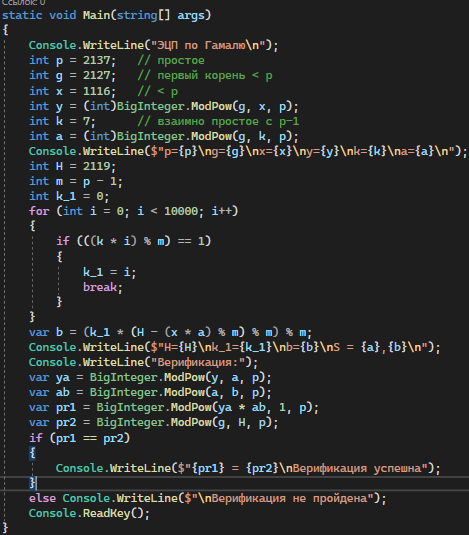 Ссылок: 0
static void Main(string[] args)
{
Console.WriteLine("ЭЦП по Гамалю\n");
int p = 2137; // простое
int g = 2127; // первый корень < p
int x = 1116; // < p
int y = (int)BigInteger.ModPow(g, x, p);
int k = 7; // взаимно простое с p-1
int a = (int)BigInteger.ModPow(g, k, p);
Console.WriteLine($"p={p}\ng={g}\nx={x}\ny={y}\nk={k}\na={a}\n");
int H = 2119;
int m = p - 1;
int k_1 = 0;
for (int i = 0; i < 10000; i++)
{
if (((k * i) % m) == 1)
{
k_1 = i;
break;
}
}
var b = (k_1 * (H - (x * a) % m) % m) % m;
Console.WriteLine($"H={H}\nk_1={k_1}\nb={b}\nS = {a},{b}\n");
Console.WriteLine("Верификация:");
var ya = BigInteger.ModPow(y, a, p);
var ab = BigInteger.ModPow(a, b, p);
var pr1 = BigInteger.ModPow(ya * ab, 1, p);
var pr2 = BigInteger.ModPow(g, H, p);
if (pr1 == pr2)
{
Console.WriteLine($"{pr1} = {pr2}\nВерификация успешна");
}
else Console.WriteLine($"\nВерификация не пройдена");
Console.ReadKey();
}